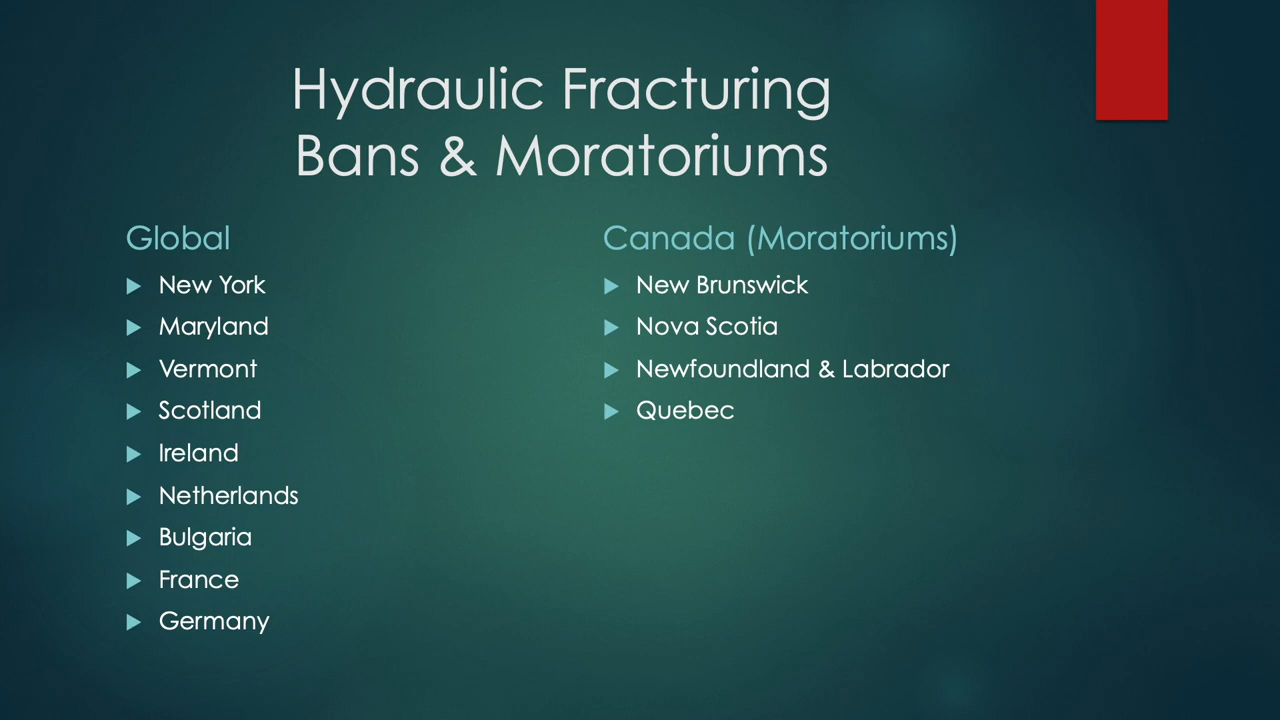 Hydraulic Fracturing
Bans & Moratoriums
Global
New York
Maryland
Vermont
Scotland
Ireland
Netherlands
Bulgaria
France
Germany
Canada (Moratoriums)
New Brunswick
Nova Scotia
Newfoundland & Labrador
Quebec